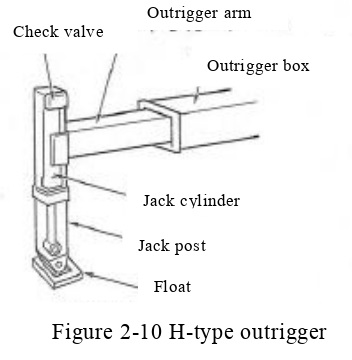 Outrigger arm
Check valve
Outrigger box
Jack cylinder
Jack post
Float
Figure 2-10 H-type outrigger